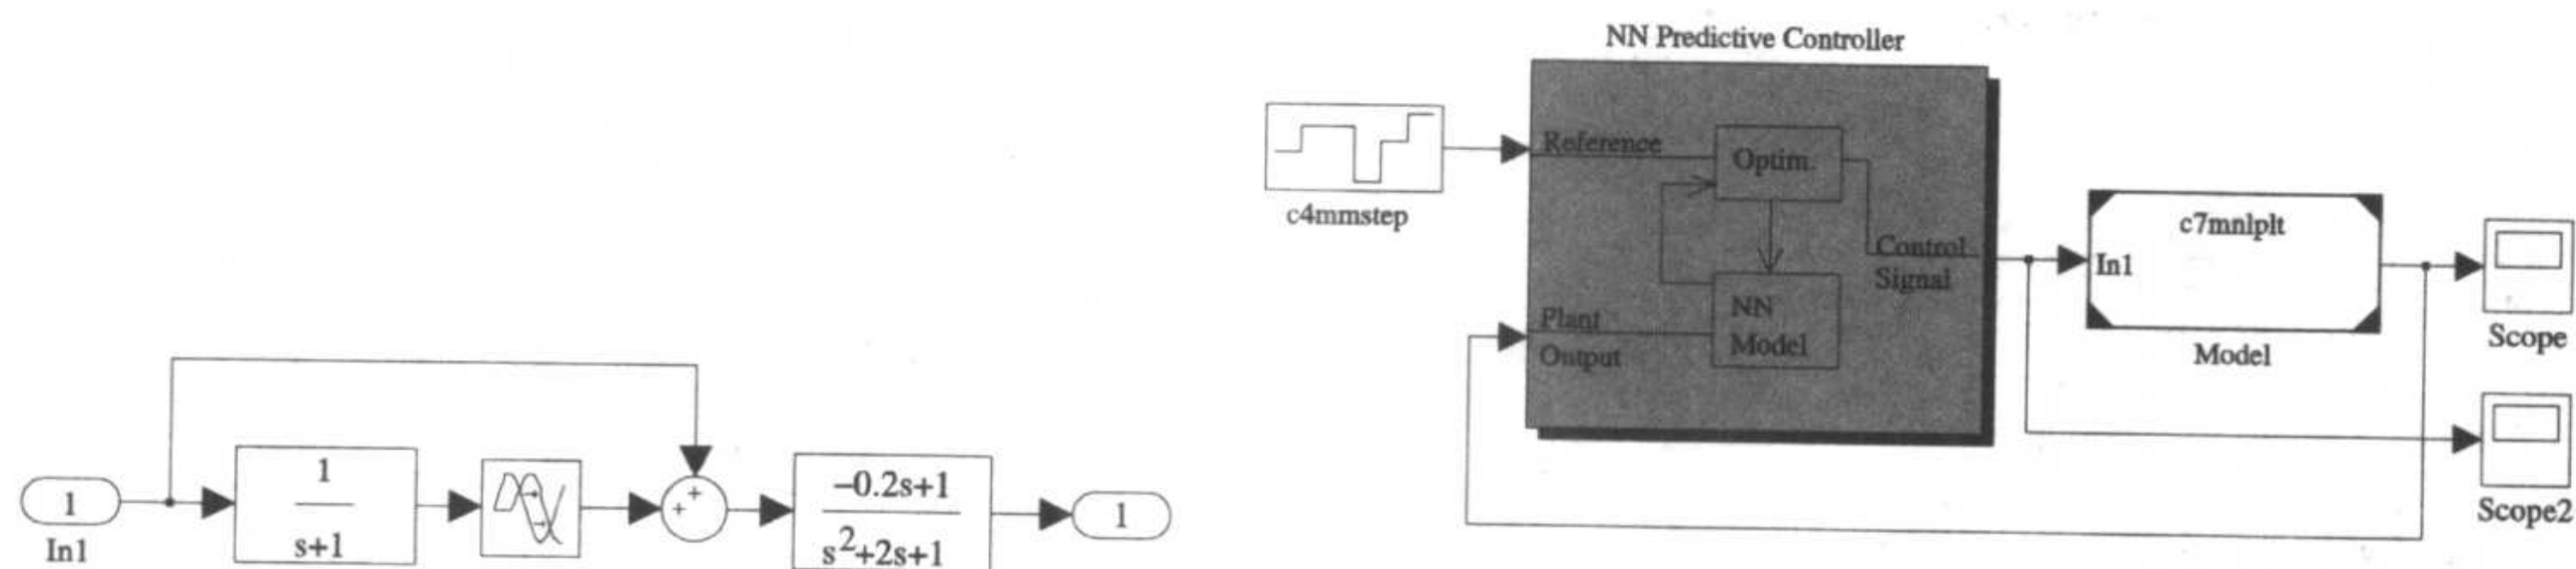 1
In1
1
s+1
+
+
−0.2s+1
s²+2s+1
1
NN Predictive Controller
c4mmstep
Reference
Optim.
Control
Signal
Plant
Output
NN
Model
c7mnlplt
In1
Model
Scope
Scope2